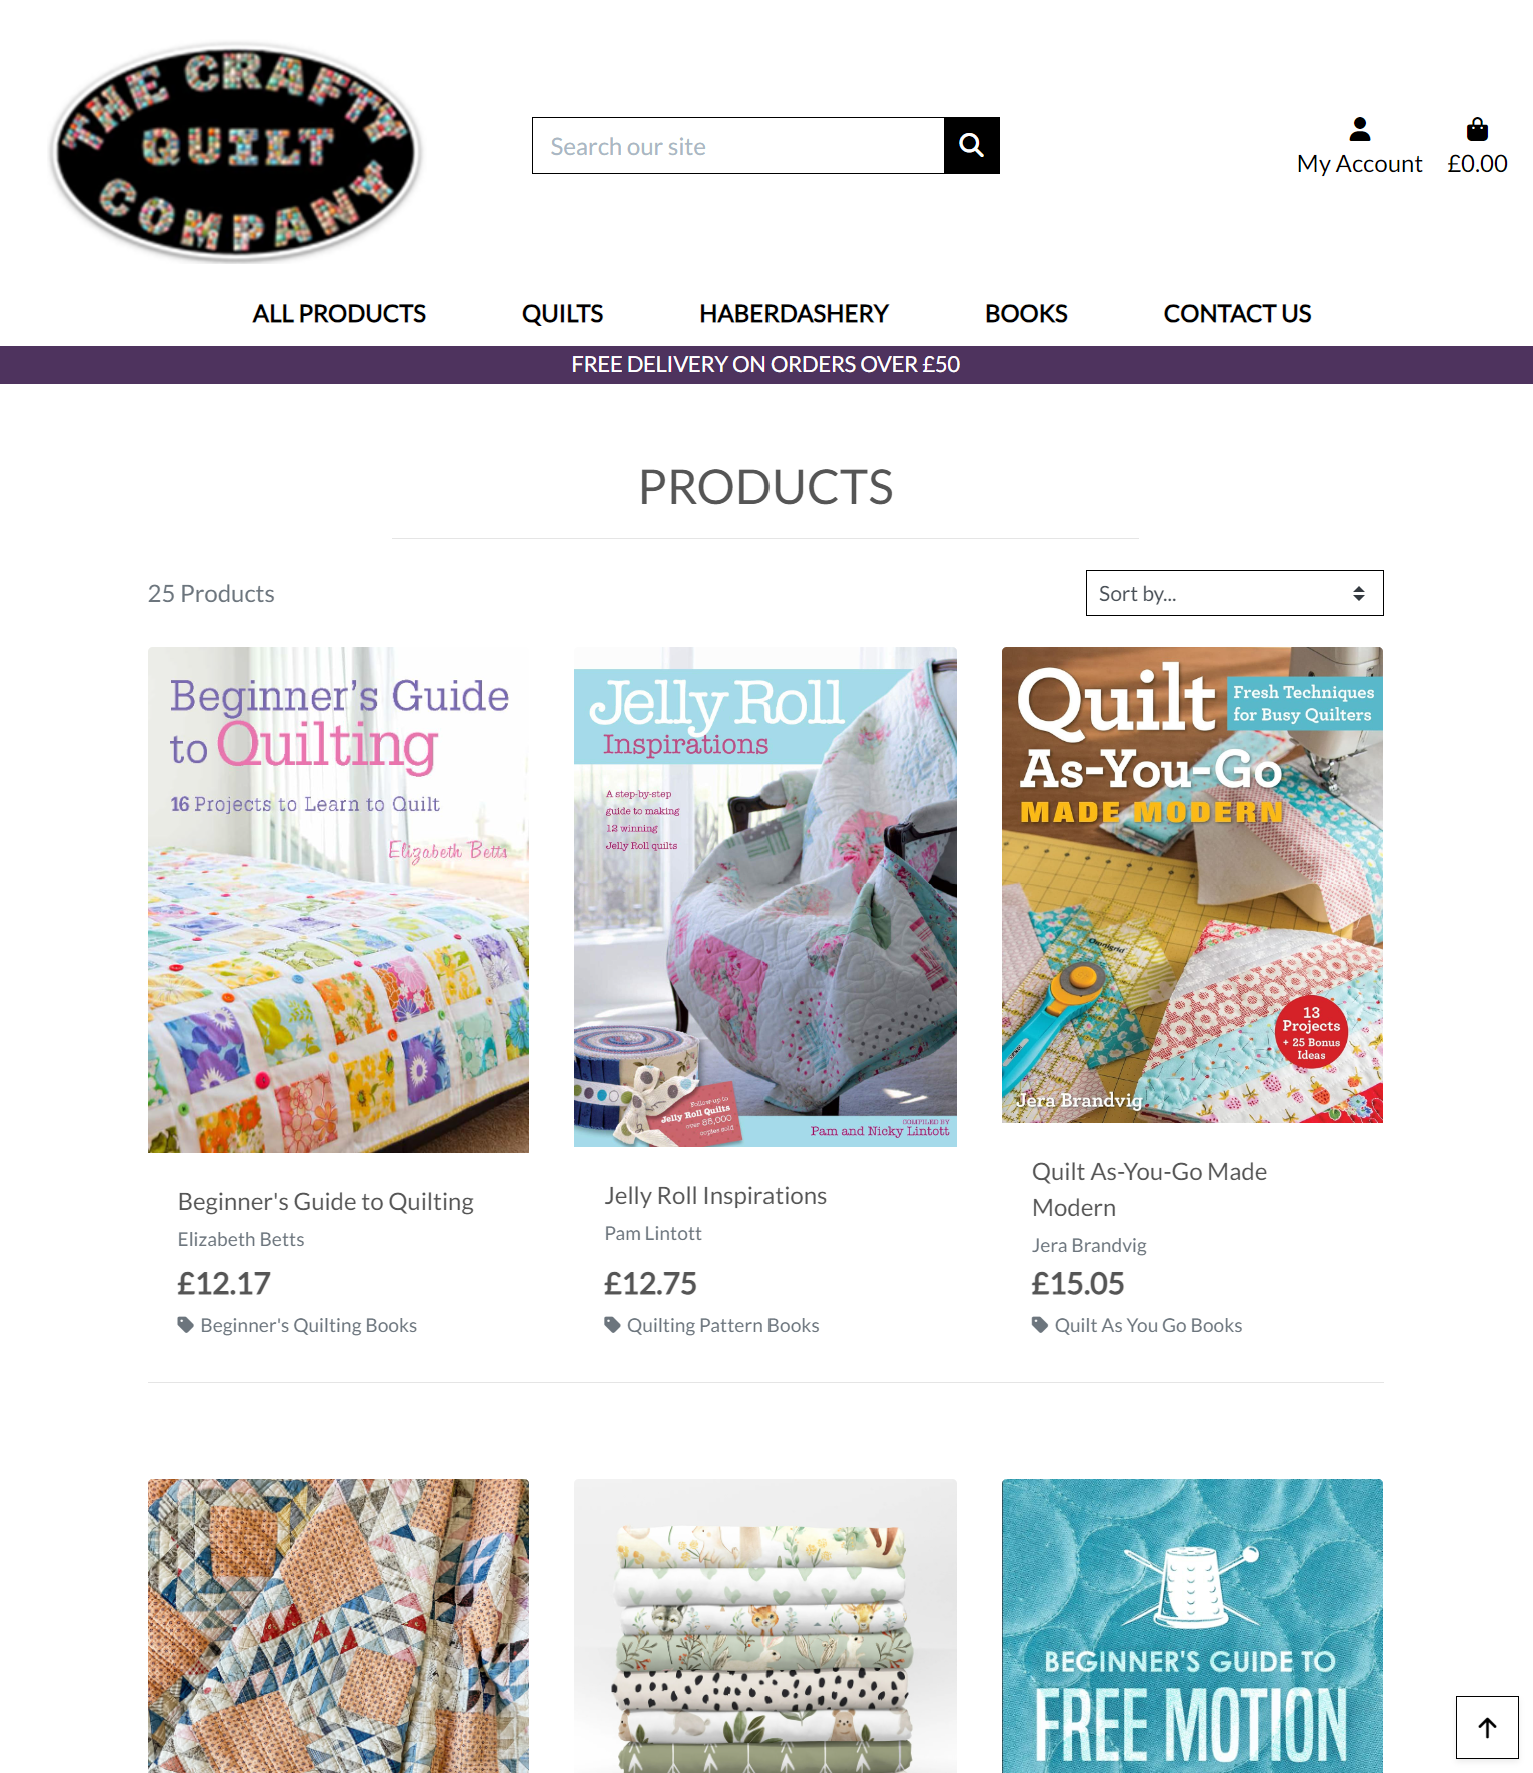 THE CRAFTY
QUILT
COMPANY
Search our site
My Account
£0.00
ALL PRODUCTS
QUILTS
HABERDASHERY
BOOKS
CONTACT US
FREE DELIVERY ON ORDERS OVER £50
PRODUCTS
25 Products
Sort by...
Beginner's Guide
to Quilting
16 Projects to Learn to Quilt
Elizabeth Betts
Jelly Roll
Inspirations
A step-by-step
guide to making
12 winning
Jelly Roll quilts
Follow-up to
Jelly Roll Quilts
over 88,000
copies sold
COMPILED BY
Pam and Nicky Lintott
Quilt
Fresh Techniques
for Busy Quilters
As-You-Go
MADE MODERN
Omnigrid
13
Projects
+ 25 Bonus
Ideas
Jera Brandvig
Beginner's Guide to Quilting
Elizabeth Betts
£12.17
Beginner's Quilting Books
Jelly Roll Inspirations
Pam Lintott
£12.75
Quilting Pattern Books
Quilt As-You-Go Made
Modern
Jera Brandvig
£15.05
Quilt As You Go Books
BEGINNER'S GUIDE TO
FREE MOTION